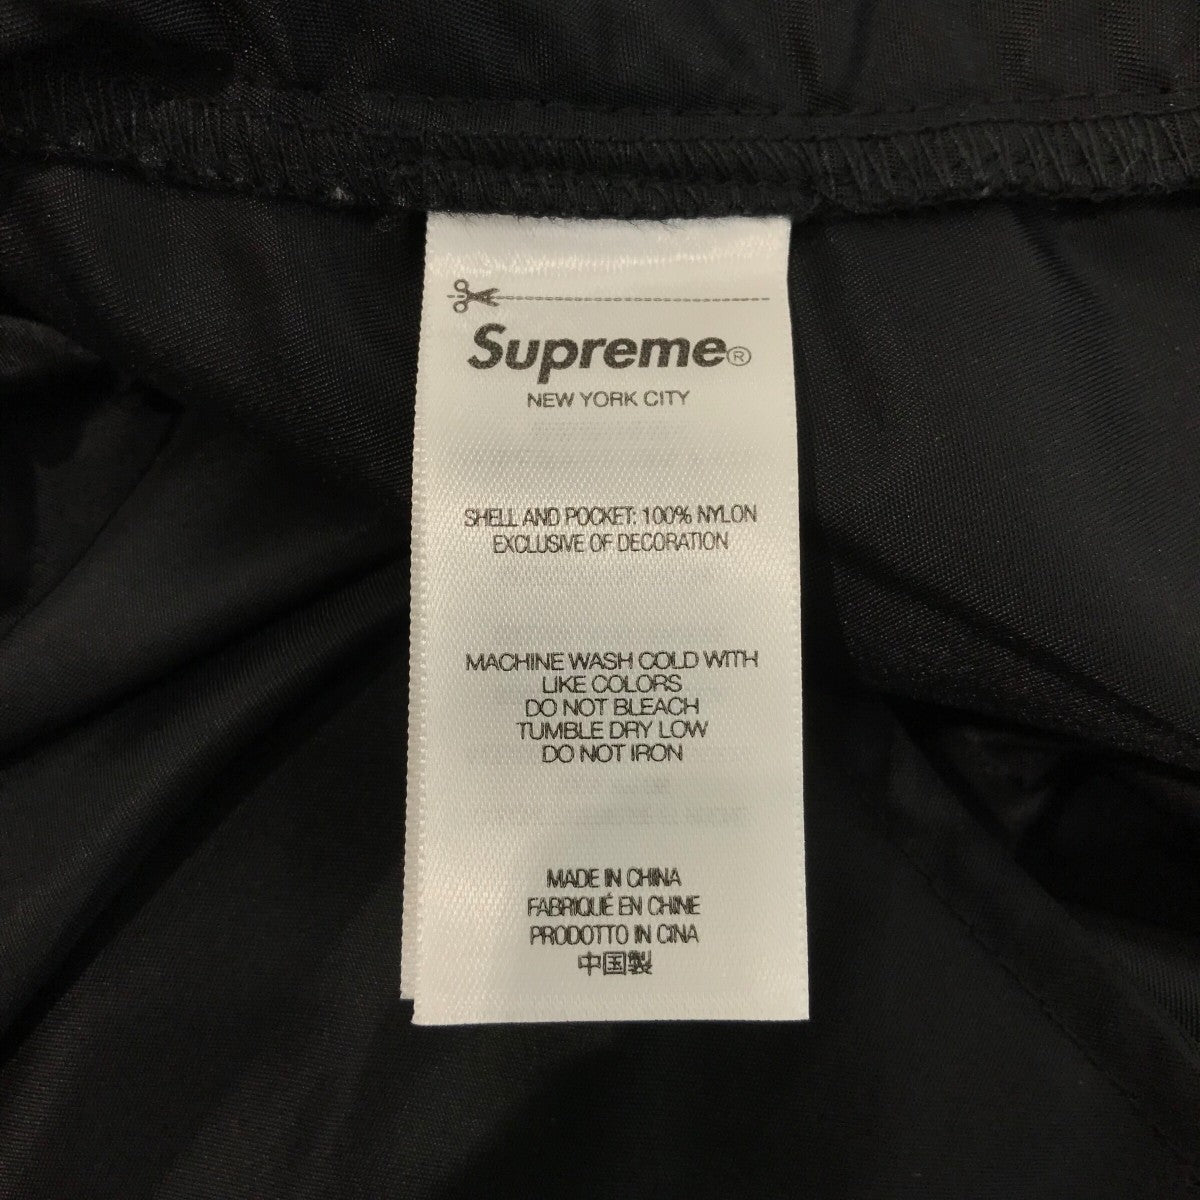 Supreme®
NEW YORK CITY
SHELL AND POCKET: 100% NYLON
EXCLUSIVE OF DECORATION
MACHINE WASH COLD WITH
LIKE COLORS
DO NOT BLEACH
TUMBLE DRY LOW
DO NOT IRON
MADE IN CHINA
FABRIQUÉ EN CHINE
PRODOTTO IN CINA
中国製